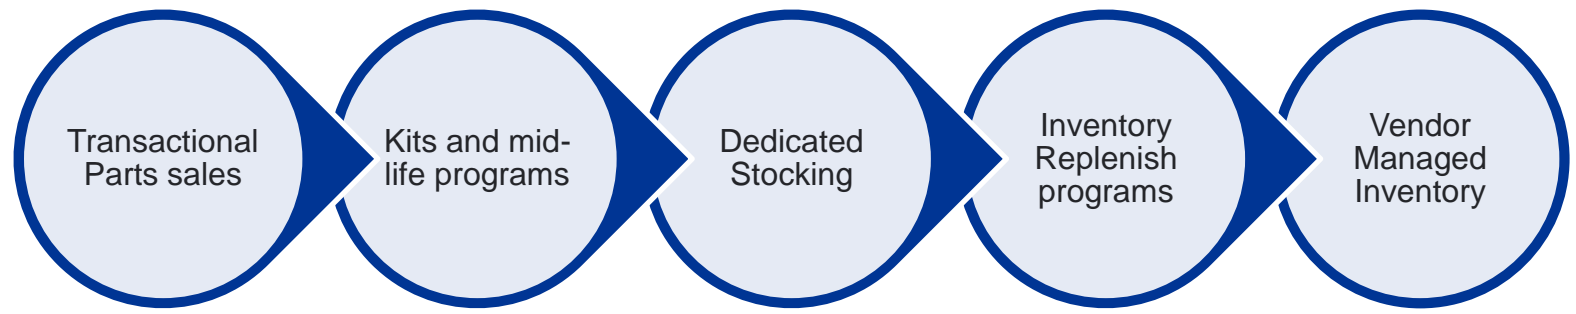 Transactional
Parts sales
Kits and mid-
life programs
Dedicated
Stocking
Inventory
Replenish
programs
Vendor
Managed
Inventory